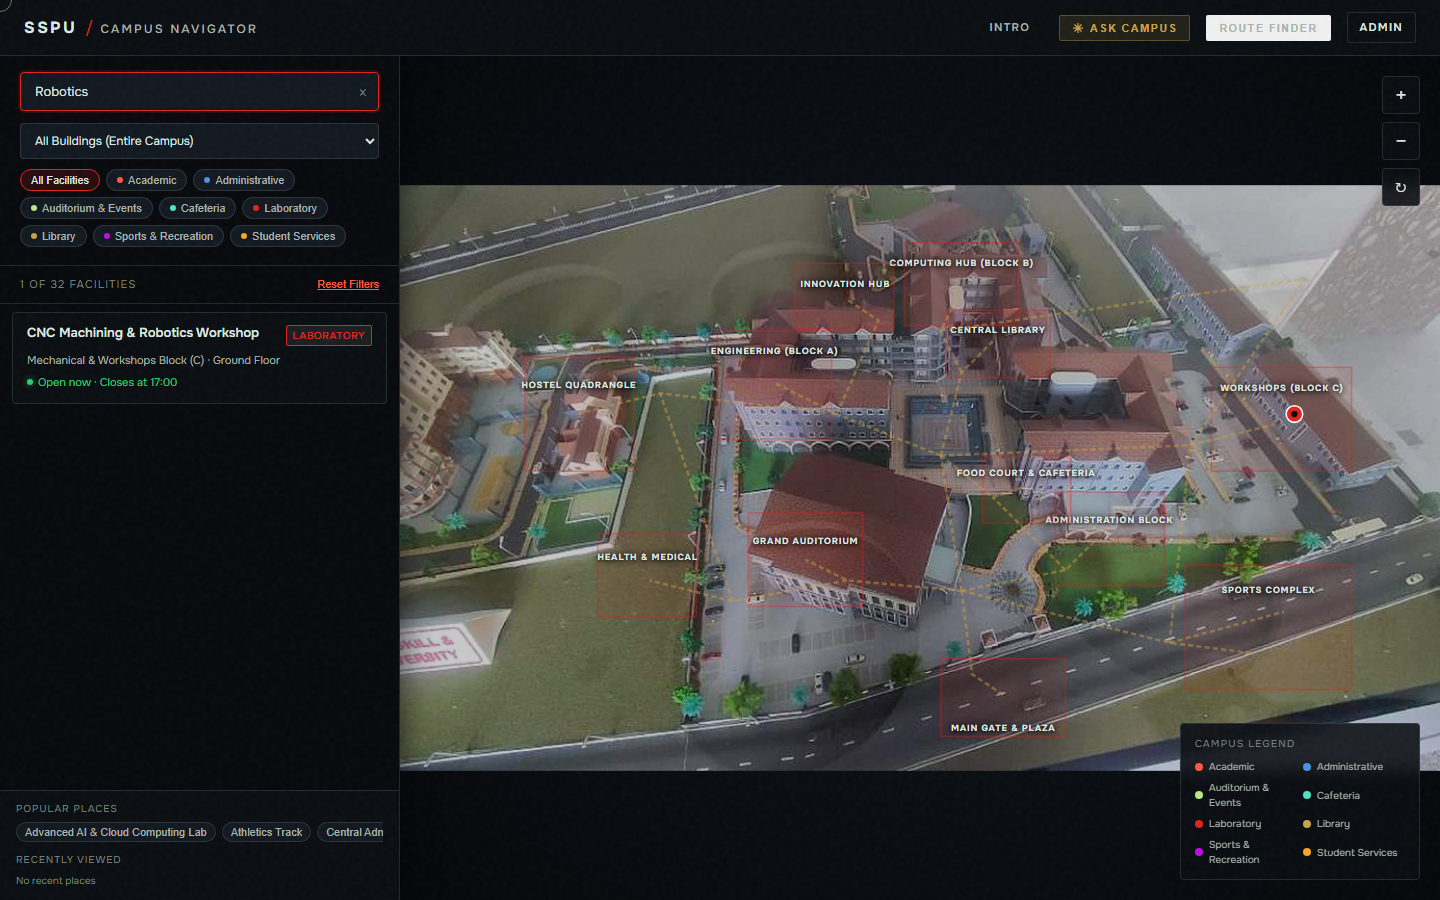 SSPU / CAMPUS NAVIGATOR
INTRO
ASK CAMPUS
ROUTE FINDER
ADMIN
Robotics
x
All Buildings (Entire Campus)
All Facilities
Academic
Administrative
Auditorium & Events
Cafeteria
Laboratory
Library
Sports & Recreation
Student Services
1 OF 32 FACILITIES
Reset Filters
CNC Machining & Robotics Workshop
LABORATORY
Mechanical & Workshops Block (C) · Ground Floor
Open now · Closes at 17:00
POPULAR PLACES
Advanced AI & Cloud Computing Lab
Athletics Track
Central Adm
RECENTLY VIEWED
No recent places
+
−
↻
COMPUTING HUB (BLOCK B)
INNOVATION HUB
CENTRAL LIBRARY
ENGINEERING (BLOCK A)
HOSTEL QUADRANGLE
WORKSHOPS (BLOCK C)
FOOD COURT & CAFETERIA
ADMINISTRATION BLOCK
GRAND AUDITORIUM
HEALTH & MEDICAL
SPORTS COMPLEX
SKILL &
VERSITY
MAIN GATE & PLAZA
CAMPUS LEGEND
Academic
Administrative
Auditorium &
Events
Cafeteria
Laboratory
Library
Sports &
Recreation
Student Services